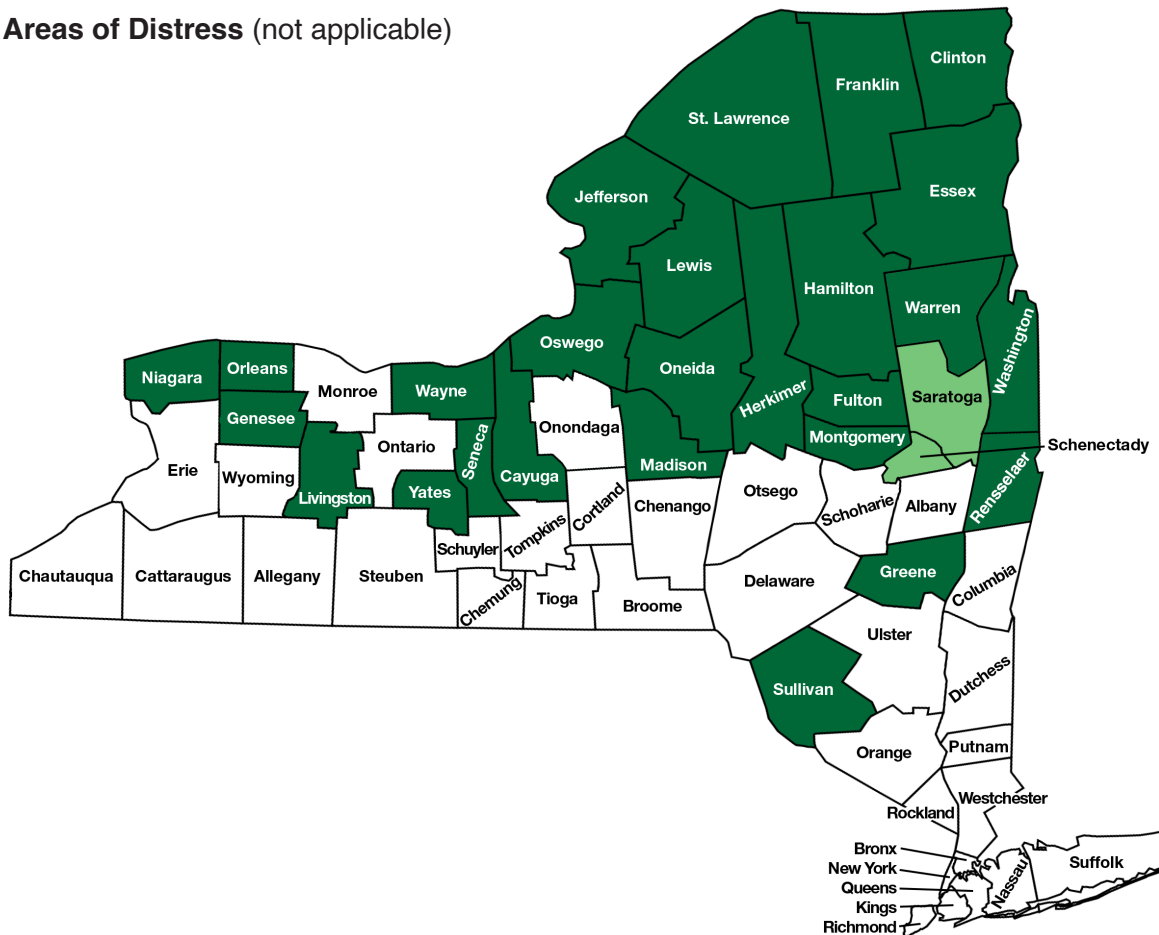 Areas of Distress (not applicable)
Clinton
Franklin
St. Lawrence
Essex
Jefferson
Lewis
Hamilton
Warren
Washington
Oswego
Oneida
Herkimer
Fulton
Saratoga
Montgomery
Schenectady
Niagara
Orleans
Monroe
Wayne
Genesee
Ontario
Seneca
Cayuga
Onondaga
Madison
Erie
Wyoming
Livingston
Yates
Cortland
Chenango
Otsego
Schoharie
Albany
Rensselaer
Chautauqua
Cattaraugus
Allegany
Steuben
Schuyler
Tompkins
Chemung
Tioga
Broome
Delaware
Greene
Columbia
Ulster
Sullivan
Dutchess
Orange
Putnam
Rockland
Westchester
Bronx
New York
Queens
Kings
Richmond
Nassau
Suffolk